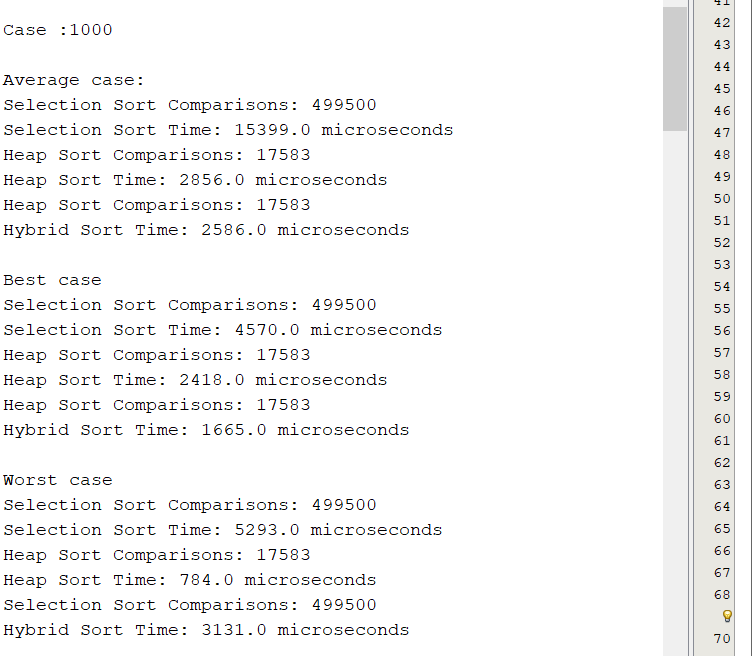 Case :1000
Average case:
Selection Sort Comparisons: 499500
Selection Sort Time: 15399.0 microseconds
Heap Sort Comparisons: 17583
Heap Sort Time: 2856.0 microseconds
Heap Sort Comparisons: 17583
Hybrid Sort Time: 2586.0 microseconds
Best case
Selection Sort Comparisons: 499500
Selection Sort Time: 4570.0 microseconds
Heap Sort Comparisons: 17583
Heap Sort Time: 2418.0 microseconds
Heap Sort Comparisons: 17583
Hybrid Sort Time: 1665.0 microseconds
Worst case
Selection Sort Comparisons: 499500
Selection Sort Time: 5293.0 microseconds
Heap Sort Comparisons: 17583
Heap Sort Time: 784.0 microseconds
Selection Sort Comparisons: 499500
Hybrid Sort Time: 3131.0 microseconds
41
42
43
44
45
46
47
48
49
50
51
52
53
54
55
56
57
58
59
60
61
62
63
64
65
66
67
68
70